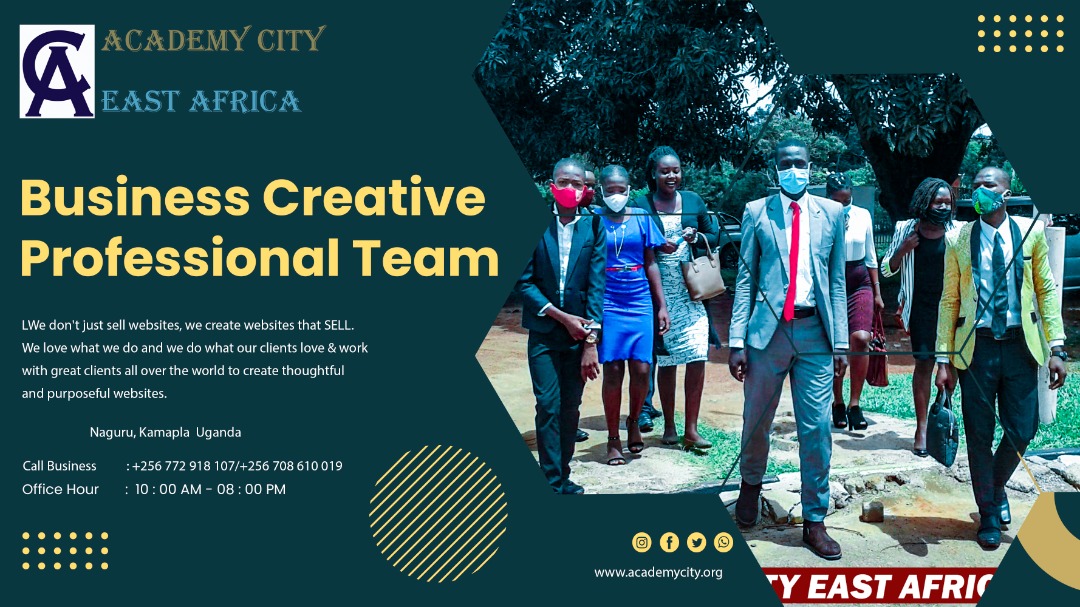 CA
ACADEMY CITY
EAST AFRICA
Business Creative
Professional Team
LWe don't just sell websites, we create websites that SELL.
We love what we do and we do what our clients love & work
with great clients all over the world to create thoughtful
and purposeful websites.
Naguru, Kamapla Uganda
Call Business : +256 772 918 107/+256 708 610 019
Office Hour : 10 : 00 AM - 08 : 00 PM
www.academycity.org
TY EAST AFRIC